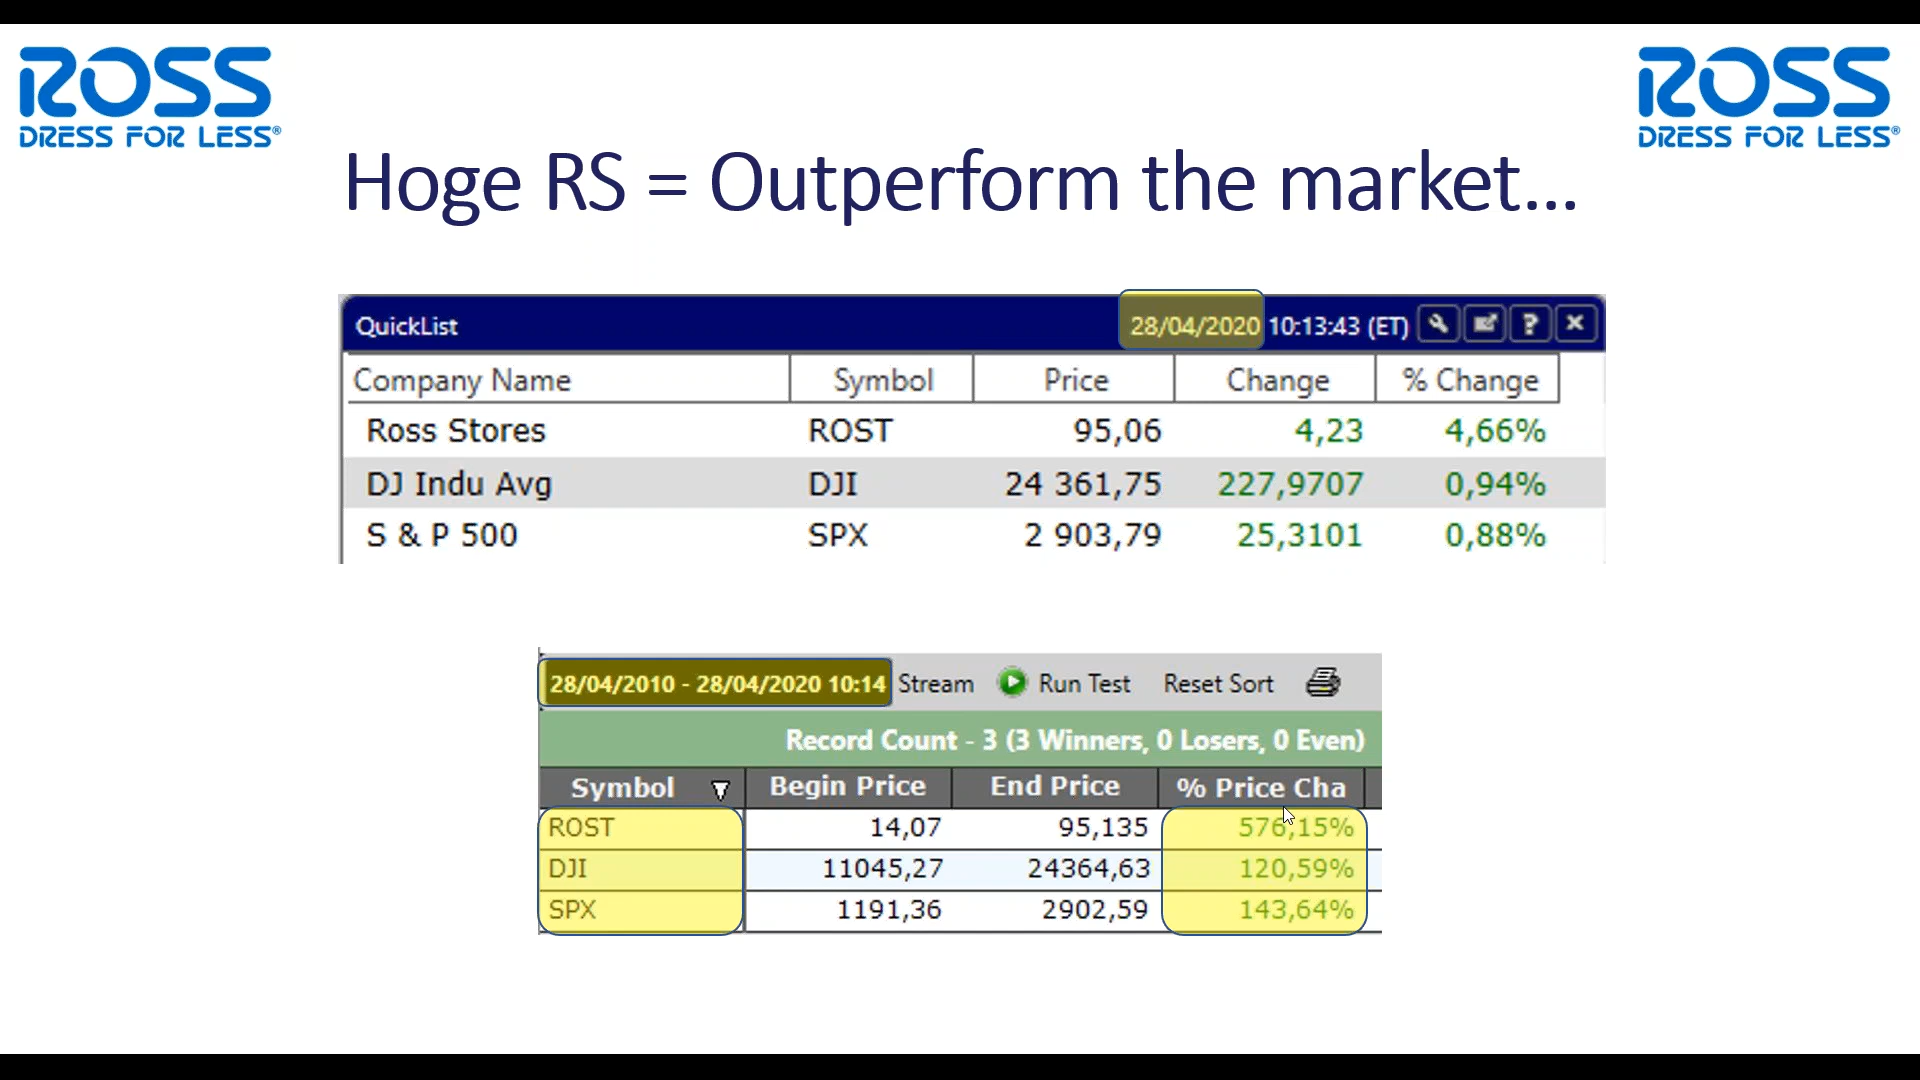 ROSS
DRESS FOR LESS®
ROSS
DRESS FOR LESS®
Hoge RS = Outperform the market...
QuickList 28/04/2020 10:13:43 (ET) ?
Company Name Symbol Price Change % Change
Ross Stores ROST 95,06 4,23 4,66%
DJ Indu Avg DJI 24 361,75 227,9707 0,94%
S & P 500 SPX 2 903,79 25,3101 0,88%
28/04/2010 - 28/04/2020 10:14 Stream Run Test Reset Sort
Record Count - 3 (3 Winners, 0 Losers, 0 Even)
Symbol Begin Price End Price % Price Cha
ROST 14,07 95,135 576,15%
DJI 11045,27 24364,63 120,59%
SPX 1191,36 2902,59 143,64%